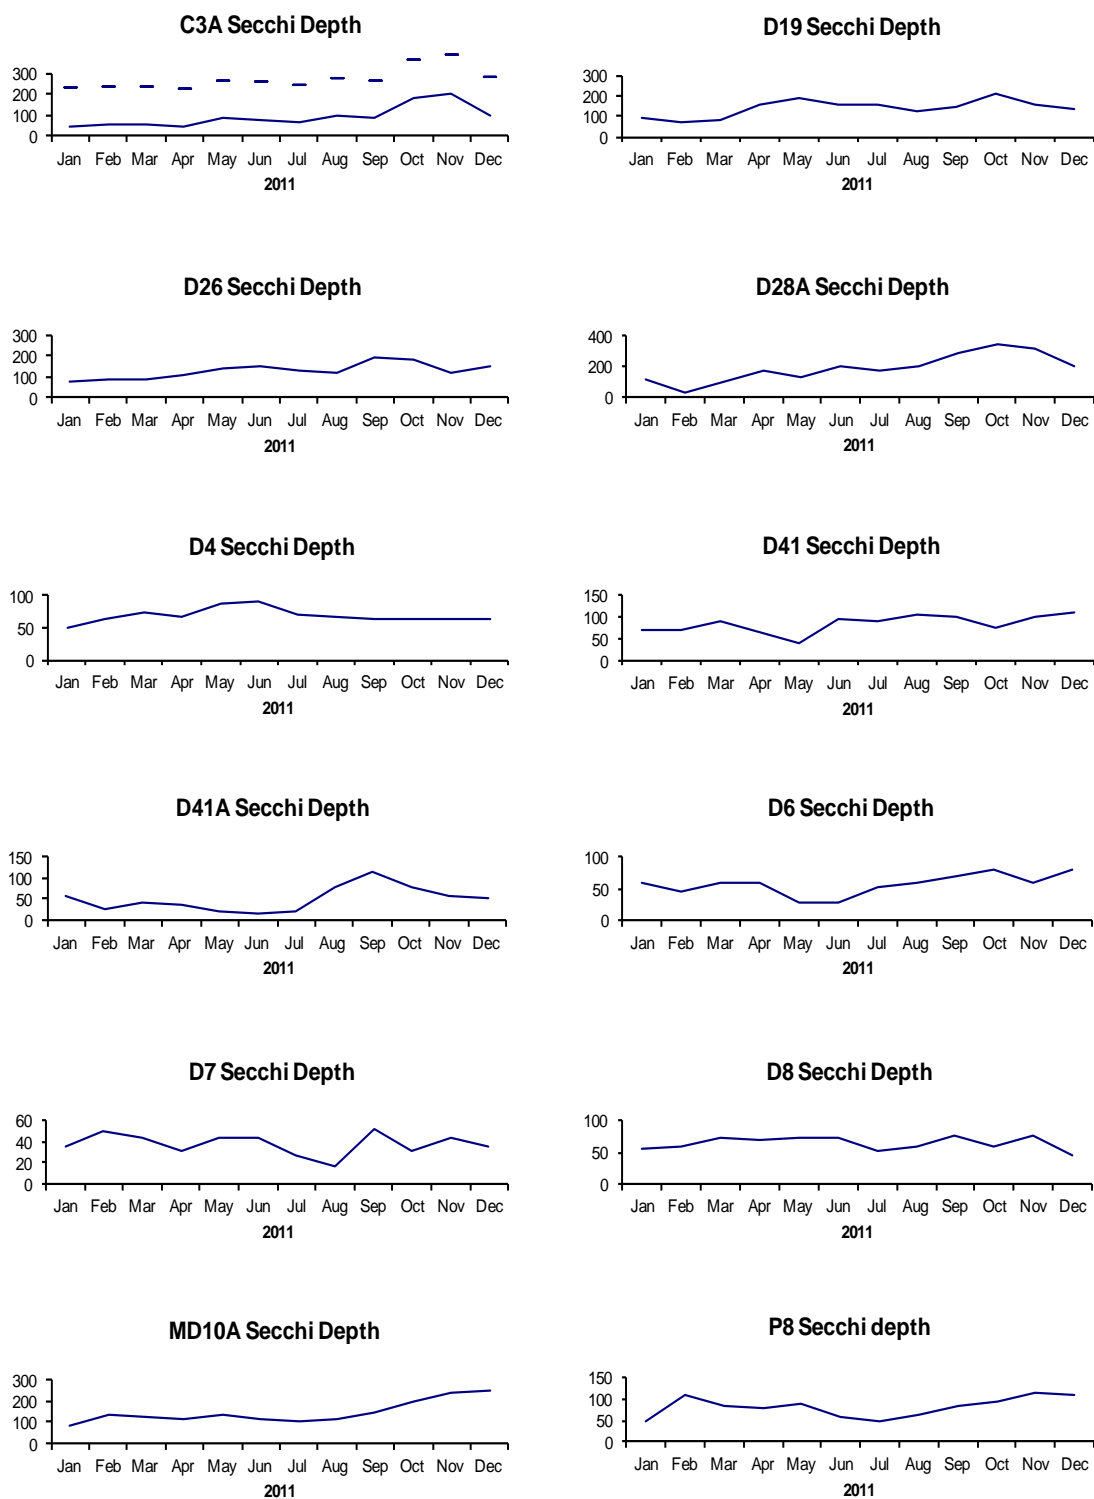 C3A Secchi Depth
300
200
100
0
Jan Feb Mar Apr May Jun Jul Aug Sep Oct Nov Dec
2011
D19 Secchi Depth
300
200
100
0
Jan Feb Mar Apr May Jun Jul Aug Sep Oct Nov Dec
2011
D26 Secchi Depth
300
200
100
0
Jan Feb Mar Apr May Jun Jul Aug Sep Oct Nov Dec
2011
D28A Secchi Depth
400
200
0
Jan Feb Mar Apr May Jun Jul Aug Sep Oct Nov Dec
2011
D4 Secchi Depth
100
50
0
Jan Feb Mar Apr May Jun Jul Aug Sep Oct Nov Dec
2011
D41 Secchi Depth
150
100
50
0
Jan Feb Mar Apr May Jun Jul Aug Sep Oct Nov Dec
2011
D41A Secchi Depth
150
100
50
0
Jan Feb Mar Apr May Jun Jul Aug Sep Oct Nov Dec
2011
D6 Secchi Depth
100
50
0
Jan Feb Mar Apr May Jun Jul Aug Sep Oct Nov Dec
2011
D7 Secchi Depth
60
40
20
0
Jan Feb Mar Apr May Jun Jul Aug Sep Oct Nov Dec
2011
D8 Secchi Depth
100
50
0
Jan Feb Mar Apr May Jun Jul Aug Sep Oct Nov Dec
2011
MD10A Secchi Depth
300
200
100
0
Jan Feb Mar Apr May Jun Jul Aug Sep Oct Nov Dec
2011
P8 Secchi depth
150
100
50
0
Jan Feb Mar Apr May Jun Jul Aug Sep Oct Nov Dec
2011